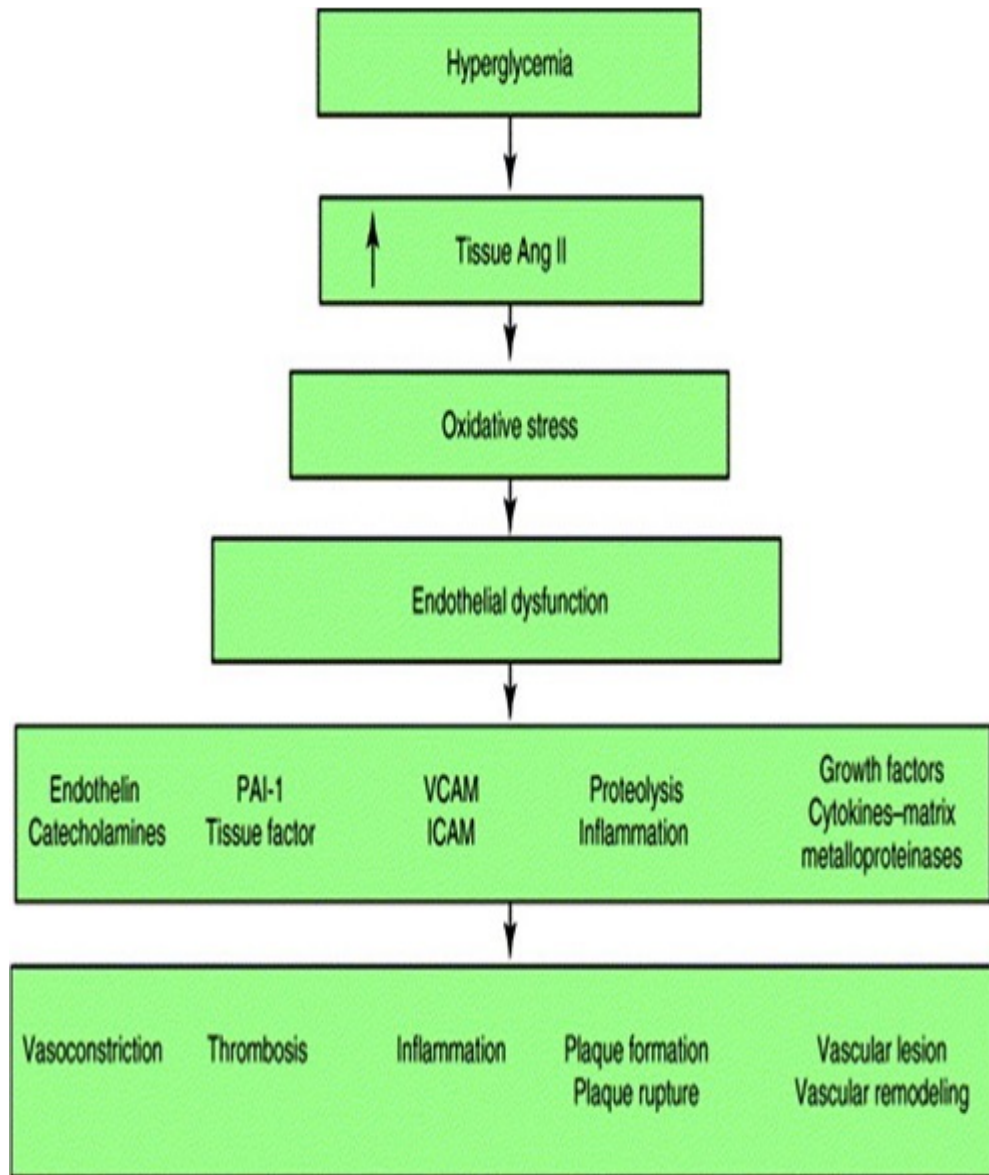 Hyperglycemia
Tissue Ang II
Oxidative stress
Endothelial dysfunction
Endothelin
Catecholamines
PAI-1
Tissue factor
VCAM
ICAM
Proteolysis
Inflammation
Growth factors
Cytokines–matrix
metalloproteinases
Vasoconstriction
Thrombosis
Inflammation
Plaque formation
Plaque rupture
Vascular lesion
Vascular remodeling